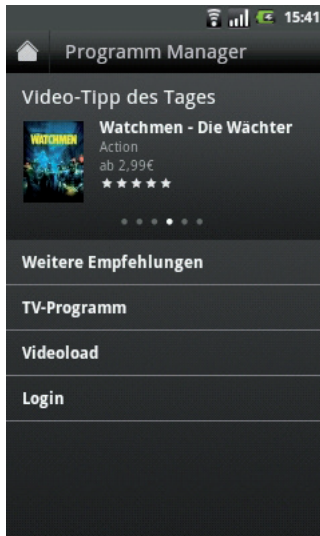 15:41
Programm Manager
Video-Tipp des Tages
WATCHMEN
Watchmen - Die Wächter
Action
ab 2,99€
Weitere Empfehlungen
TV-Programm
Videoload
Login